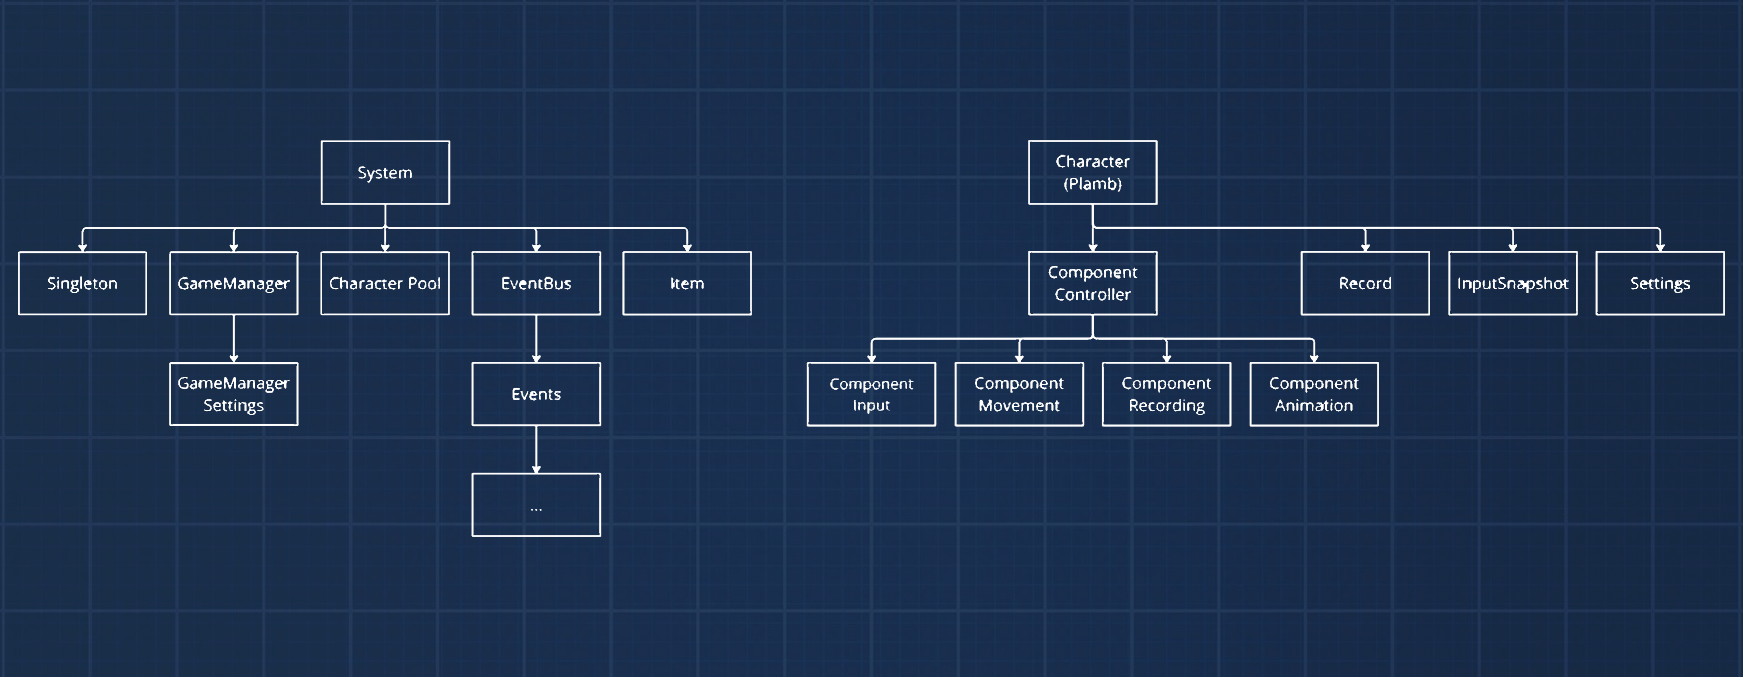 System
Character
(Plamb)
Singleton
GameManager
Character Pool
EventBus
Item
Component
Controller
Record
InputSnapshot
Settings
GameManager
Settings
Events
Component
Input
Component
Movement
Component
Recording
Component
Animation
...